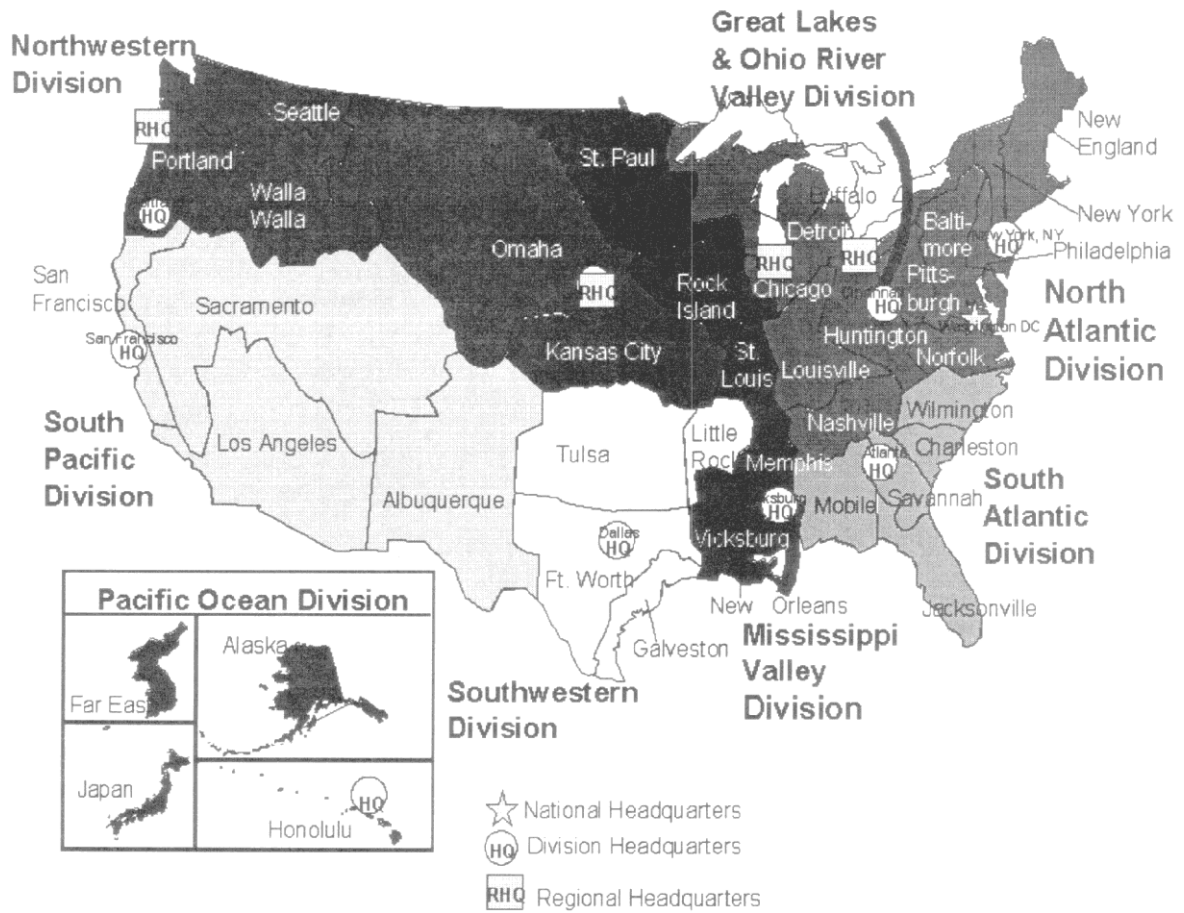 Northwestern
Division
Great Lakes
& Ohio River
Valley Division
Seattle
RHQ
Portland
Walla
Walla
HQ
St. Paul
Omaha
RHQ
Rock
Island
Kansas City
St.
Louis
Buffalo
Detroit
RHQ
RHQ
Chicago
Balti-
more
Pitts-
burgh
HQ
Huntington
Louisville
Nashville
Norfolk
Washington DC
New
England
New York
New York, NY
HQ
Philadelphia
North
Atlantic
Division
San
Francisco
Sacramento
San Francisco
HQ
South
Pacific
Division
Los Angeles
Albuquerque
Tulsa
Little
Rock
Memphis
HQ
Vicksburg
Dallas
HQ
Ft. Worth
New Orleans
Galveston
Wilmington
Charleston
Atlanta
HQ
Savannah
Mobile
Jacksonville
South
Atlantic
Division
Mississippi
Valley
Division
Southwestern
Division
Pacific Ocean Division
Far East
Alaska
Japan
HQ
Honolulu
National Headquarters
HQ Division Headquarters
RHQ Regional Headquarters